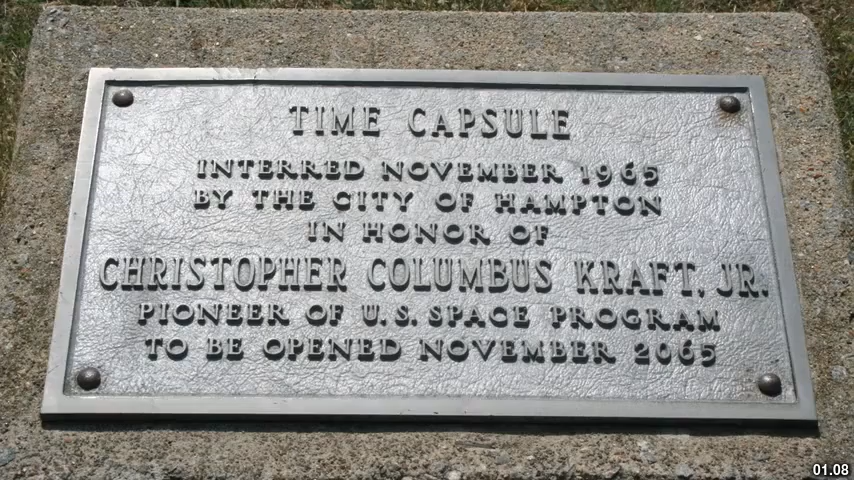 TIME CAPSULE
INTERRED NOVEMBER 1965
BY THE CITY OF HAMPTON
IN HONOR OF
CHRISTOPHER COLUMBUS KRAFT, JR.
PIONEER OF U.S. SPACE PROGRAM
TO BE OPENED NOVEMBER 2065
01.08